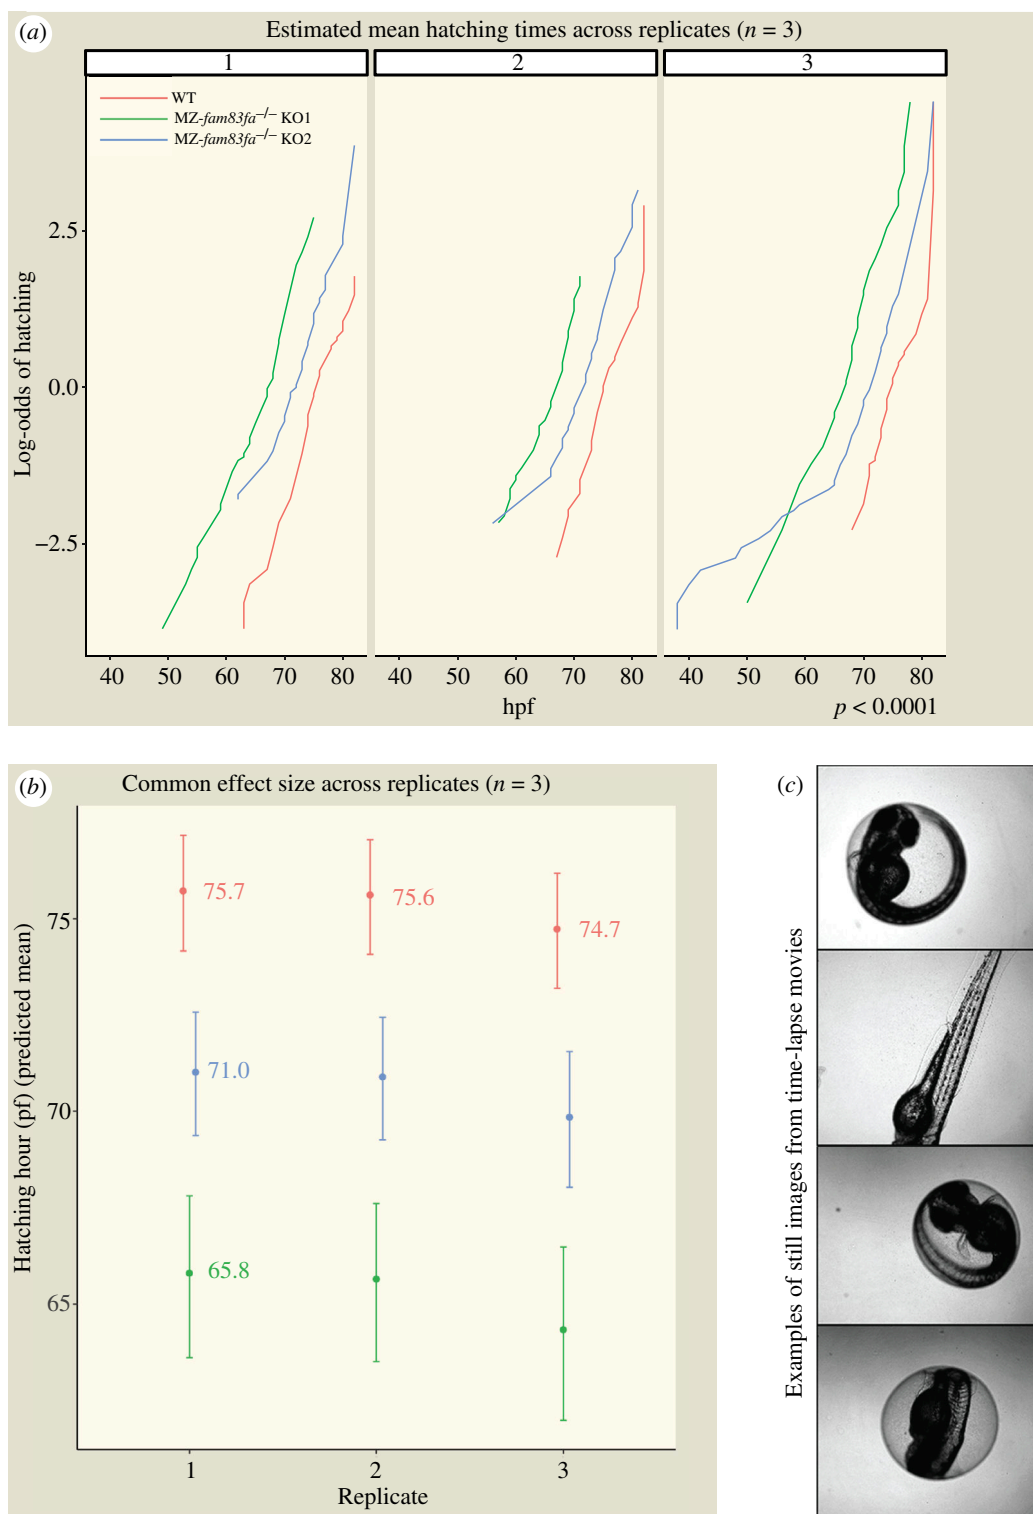 (a)
Estimated mean hatching times across replicates (n = 3)
1
2
3
WT
MZ-fam83fa−/− KO1
MZ-fam83fa−/− KO2
Log-odds of hatching
2.5
0.0
−2.5
40 50 60 70 80
40 50 60 70 80
40 50 60 70 80
hpf
p < 0.0001
(b)
Common effect size across replicates (n = 3)
Hatching hour (pf) (predicted mean)
75
70
65
75.7
75.6
74.7
71.0
65.8
1 2 3
Replicate
(c)
Examples of still images from time-lapse movies